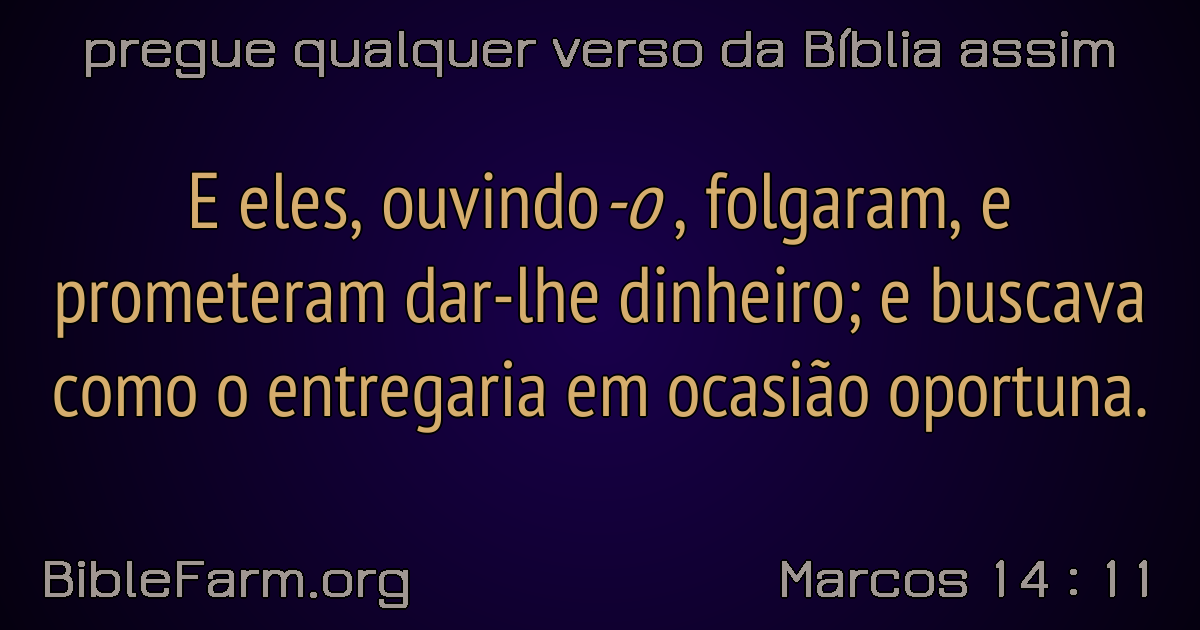 pregue qualquer verso da Bíblia assim
E eles, ouvindo-o , folgaram, e
prometeram dar-lhe dinheiro; e buscava
como o entregaria em ocasião oportuna.
BibleFarm.org
Marcos 14 : 11